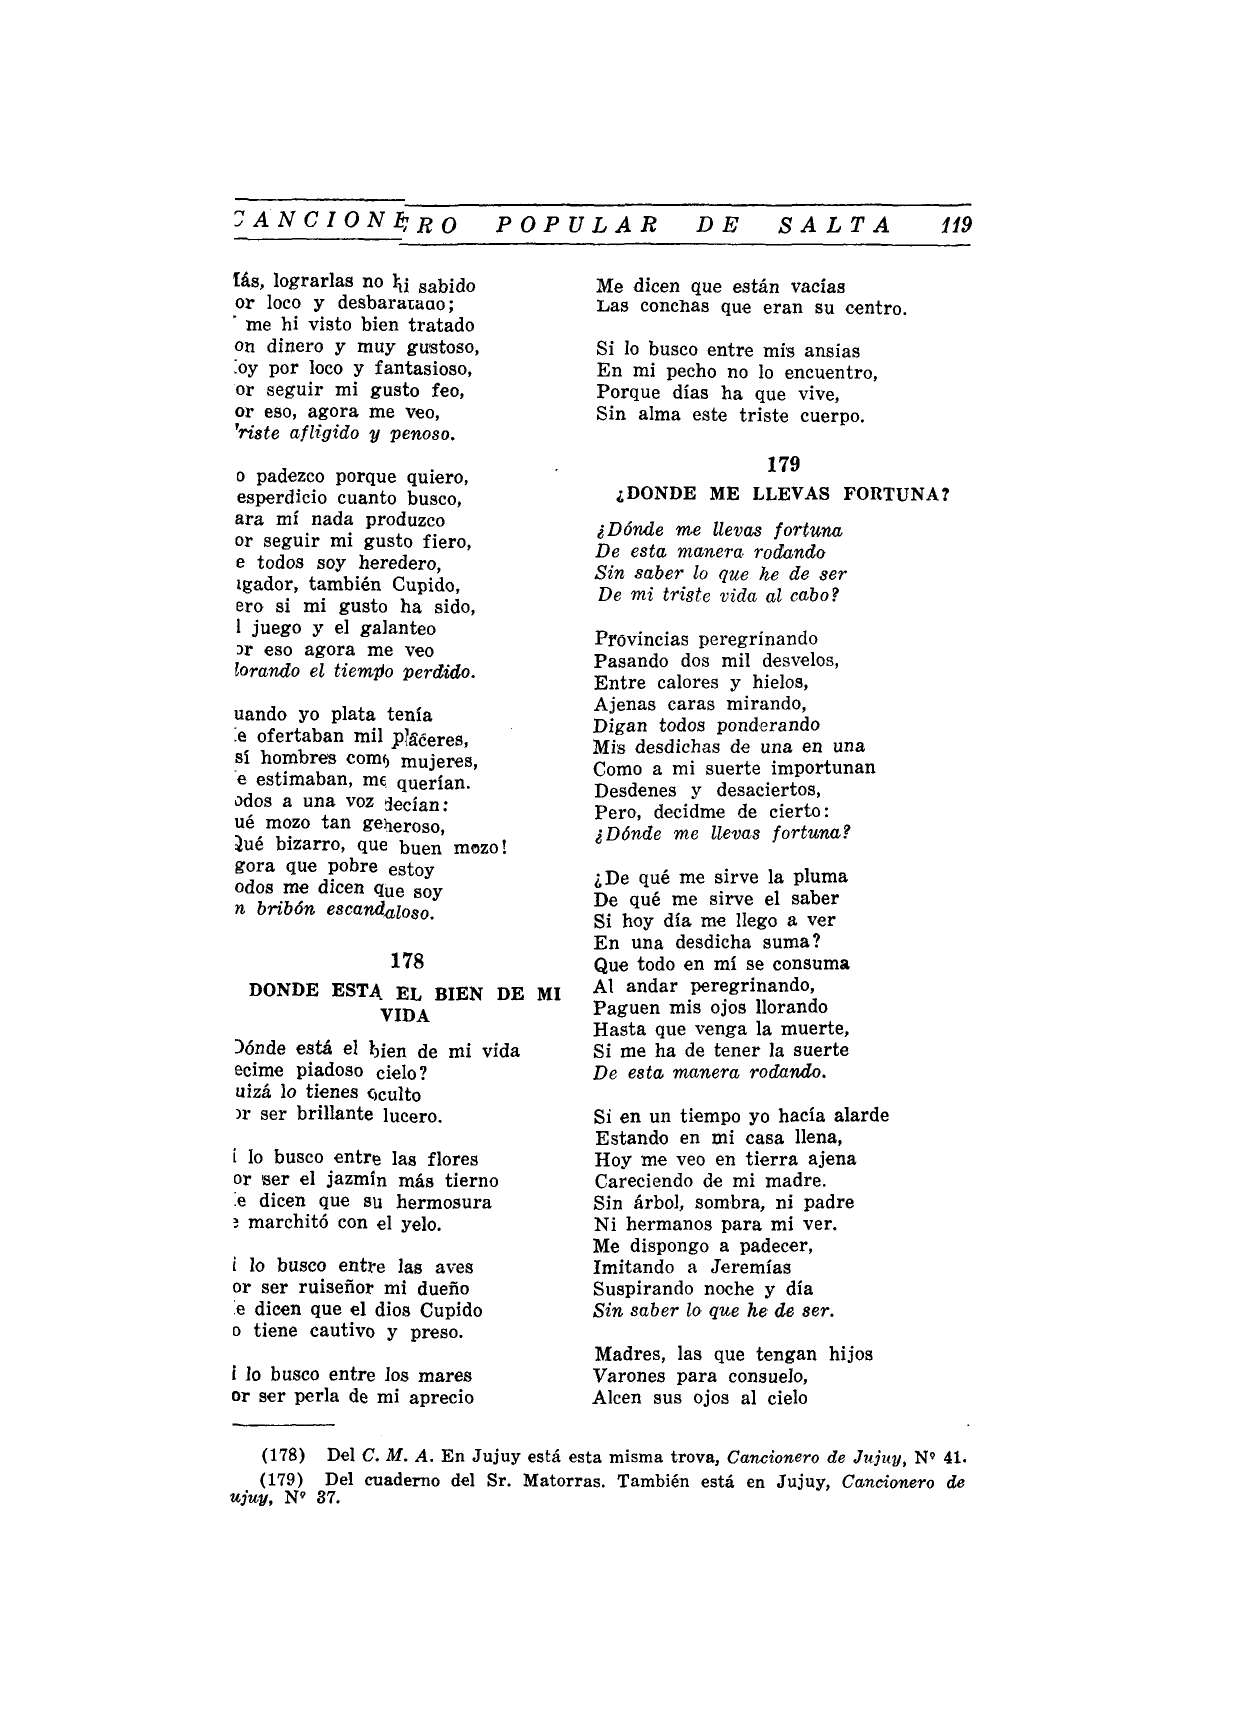 CANCIONERO POPULAR DE SALTA 119
lás, lograrlas no hi sabido
or loco y desbaratado;
me hi visto bien tratado
on dinero y muy gustoso,
oy por loco y fantasioso,
or seguir mi gusto feo,
or eso, agora me veo,
riste afligido y penoso.
o padezco porque quiero,
esperdicio cuanto busco,
ara mí nada produzco
or seguir mi gusto fiero,
e todos soy heredero,
gador, también Cupido,
ero si mi gusto ha sido,
l juego y el galanteo
or eso agora me veo
lorando el tiempo perdido.
uando yo plata tenía
e ofertaban mil pláceres,
sí hombres como mujeres,
e estimaban, me querían.
odos a una voz decían:
ué mozo tan generoso,
Qué bizarro, que buen mozo!
gora que pobre estoy
odos me dicen que soy
n bribón escandaloso.
178
DONDE ESTA EL BIEN DE MI
VIDA
Dónde está el bien de mi vida
ecime piadoso cielo?
uizá lo tienes oculto
or ser brillante lucero.
i lo busco entre las flores
or ser el jazmín más tierno
e dicen que su hermosura
e marchitó con el yelo.
i lo busco entre las aves
or ser ruiseñor mi dueño
e dicen que el dios Cupido
o tiene cautivo y preso.
i lo busco entre los mares
or ser perla de mi aprecio
Me dicen que están vacías
Las conchas que eran su centro.
Si lo busco entre mis ansias
En mi pecho no lo encuentro,
Porque días ha que vive,
Sin alma este triste cuerpo.
179
¿DONDE ME LLEVAS FORTUNA?
¿Dónde me llevas fortuna
De esta manera rodando
Sin saber lo que he de ser
De mi triste vida al cabo?
Provincias peregrinando
Pasando dos mil desvelos,
Entre calores y hielos,
Ajenas caras mirando,
Digan todos ponderando
Mis desdichas de una en una
Como a mi suerte importunan
Desdenes y desaciertos,
Pero, decidme de cierto:
¿Dónde me llevas fortuna?
¿De qué me sirve la pluma
De qué me sirve el saber
Si hoy día me llego a ver
En una desdicha suma?
Que todo en mí se consuma
Al andar peregrinando,
Paguen mis ojos llorando
Hasta que venga la muerte,
Si me ha de tener la suerte
De esta manera rodando.
Si en un tiempo yo hacía alarde
Estando en mi casa llena,
Hoy me veo en tierra ajena
Careciendo de mi madre.
Sin árbol, sombra, ni padre
Ni hermanos para mi ver.
Me dispongo a padecer,
Imitando a Jeremías
Suspirando noche y día
Sin saber lo que he de ser.
Madres, las que tengan hijos
Varones para consuelo,
Alcen sus ojos al cielo
(178) Del C. M. A. En Jujuy está esta misma trova, Cancionero de Jujuy, Nº 41.
(179) Del cuaderno del Sr. Matorras. También está en Jujuy, Cancionero de
ujuy, Nº 37.